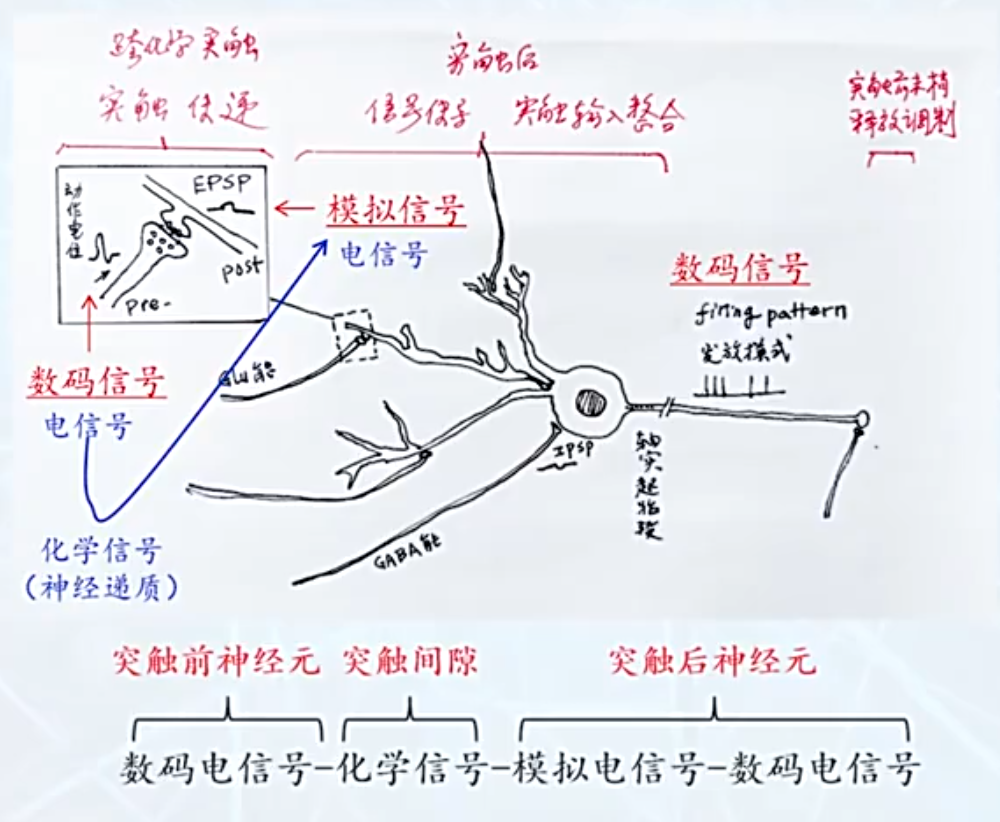 跨化学突触
突触传递
突触后
信号传导 突触输入整合
突触前末梢
释放调制
动作电位
EPSP
post
pre-
模拟信号
电信号
数码信号
firing pattern
发放模式
数码信号
电信号
Glu能
IPSP
轴突起始段
GABA能
化学信号
(神经递质)
突触前神经元 突触间隙 突触后神经元
数码电信号-化学信号-模拟电信号-数码电信号